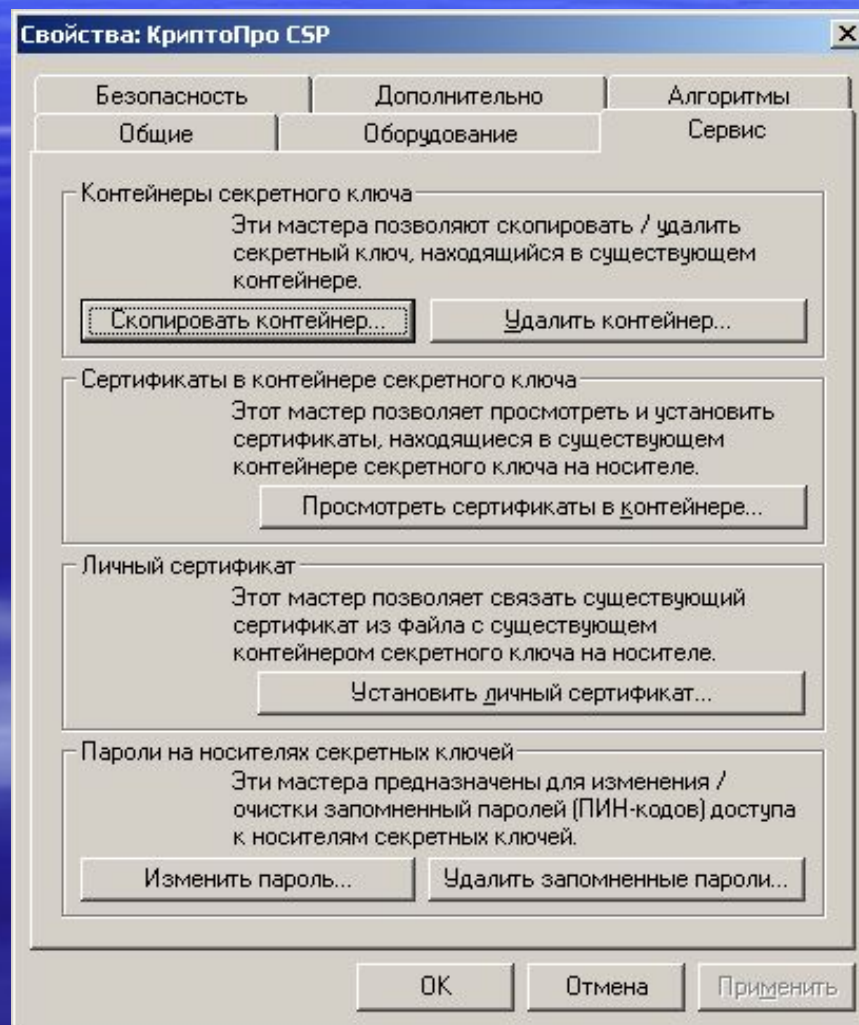 Свойства: КриптоПро CSP
Безопасность Дополнительно Алгоритмы
Общие Оборудование Сервис
Контейнеры секретного ключа
Эти мастера позволяют скопировать / удалить
секретный ключ, находящийся в существующем
контейнере.
Скопировать контейнер... Удалить контейнер...
Сертификаты в контейнере секретного ключа
Этот мастер позволяет просмотреть и установить
сертификаты, находящиеся в существующем
контейнере секретного ключа на носителе.
Просмотреть сертификаты в контейнере...
Личный сертификат
Этот мастер позволяет связать существующий
сертификат из файла с существующем
контейнером секретного ключа на носителе.
Установить личный сертификат...
Пароли на носителях секретных ключей
Эти мастера предназначены для изменения /
очистки запомненный паролей (ПИН-кодов) доступа
к носителям секретных ключей.
Изменить пароль... Удалить запомненные пароли...
OK Отмена Применить